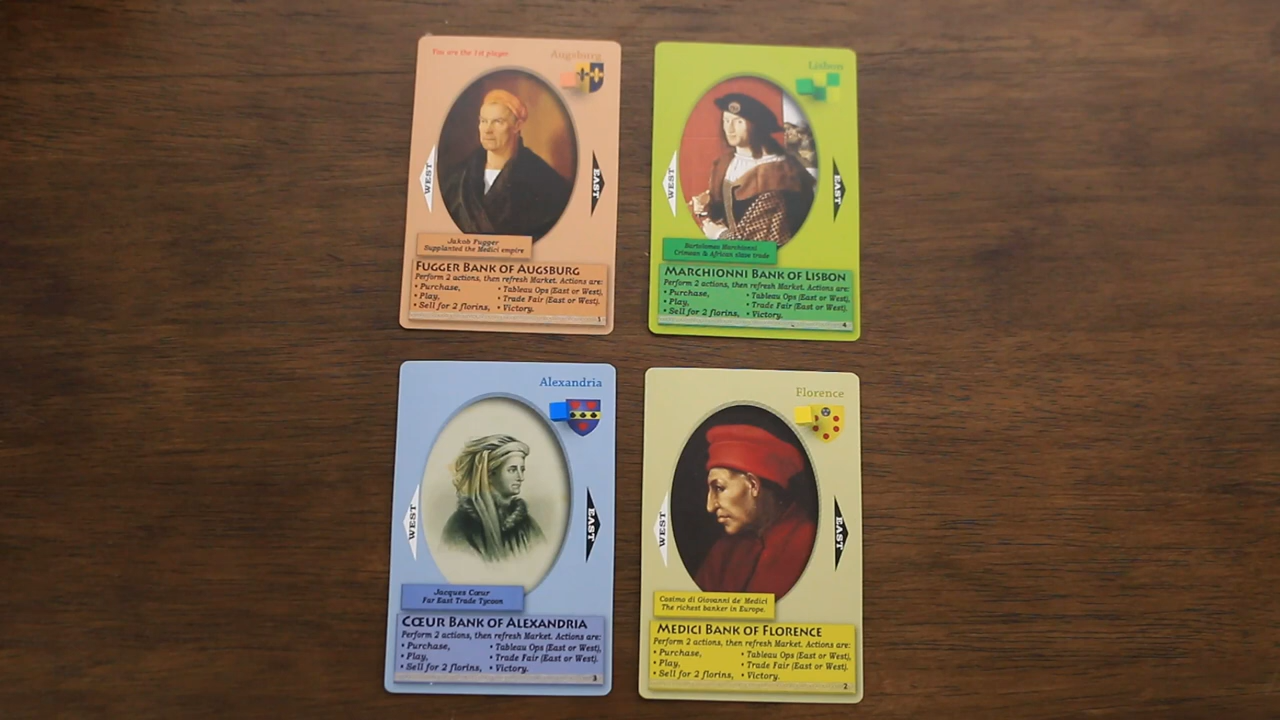 You are the 1st player
Augsburg
WEST
EAST
Jakob Fugger
Supplanted the Medici empire
FUGGER BANK OF AUGSBURG
Perform 2 actions, then refresh Market. Actions are:
• Purchase, • Tableau Ops (East or West),
• Play, • Trade Fair (East or West).
• Sell for 2 florins, • Victory.
1
Lisbon
WEST
EAST
Bartolomeo Marchionni
Crimean & African slave trade
MARCHIONNI BANK OF LISBON
Perform 2 actions, then refresh Market. Actions are:
• Purchase, • Tableau Ops (East or West),
• Play, • Trade Fair (East or West).
• Sell for 2 florins, • Victory.
4
Alexandria
WEST
EAST
Jacques Cœur
Far East Trade Tycoon
CŒUR BANK OF ALEXANDRIA
Perform 2 actions, then refresh Market. Actions are:
• Purchase, • Tableau Ops (East or West),
• Play, • Trade Fair (East or West).
• Sell for 2 florins, • Victory.
3
Florence
WEST
EAST
Cosimo di Giovanni de' Medici
The richest banker in Europe.
MEDICI BANK OF FLORENCE
Perform 2 actions, then refresh Market. Actions are:
• Purchase, • Tableau Ops (East or West),
• Play, • Trade Fair (East or West).
• Sell for 2 florins, • Victory.
2